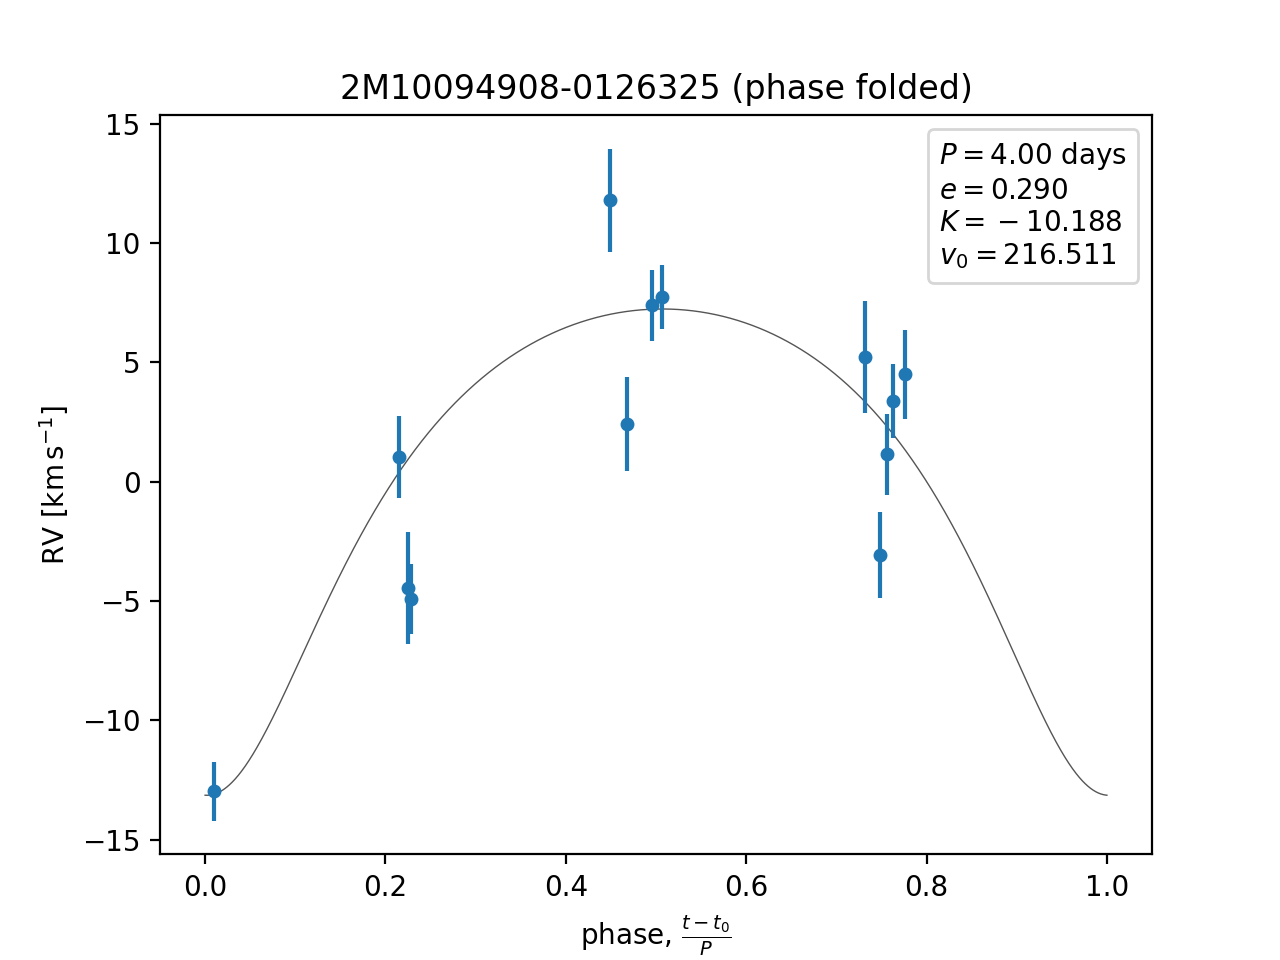 2M10094908-0126325 (phase folded)
P = 4.00 days
e = 0.290
K = −10.188
v₀ = 216.511
15
10
5
0
−5
−10
−15
RV [km s⁻¹]
0.0 0.2 0.4 0.6 0.8 1.0
phase, (t − t₀)/P